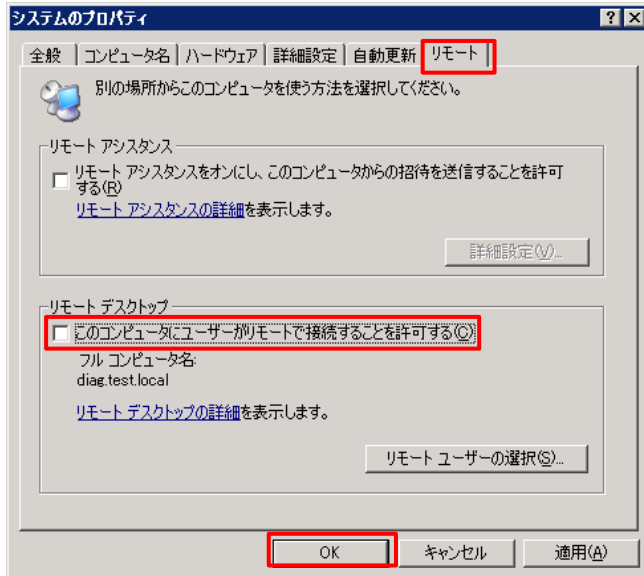 システムのプロパティ
全般 コンピュータ名 ハードウェア 詳細設定 自動更新 リモート
別の場所からこのコンピュータを使う方法を選択してください。
リモート アシスタンス
リモート アシスタンスをオンにし、このコンピュータからの招待を送信することを許可
する(R)
リモート アシスタンスの詳細を表示します。
詳細設定(V)...
リモート デスクトップ
このコンピュータにユーザーがリモートで接続することを許可する(C)
フル コンピュータ名:
diag.test.local
リモート デスクトップの詳細を表示します。
リモート ユーザーの選択(S)...
OK キャンセル 適用(A)